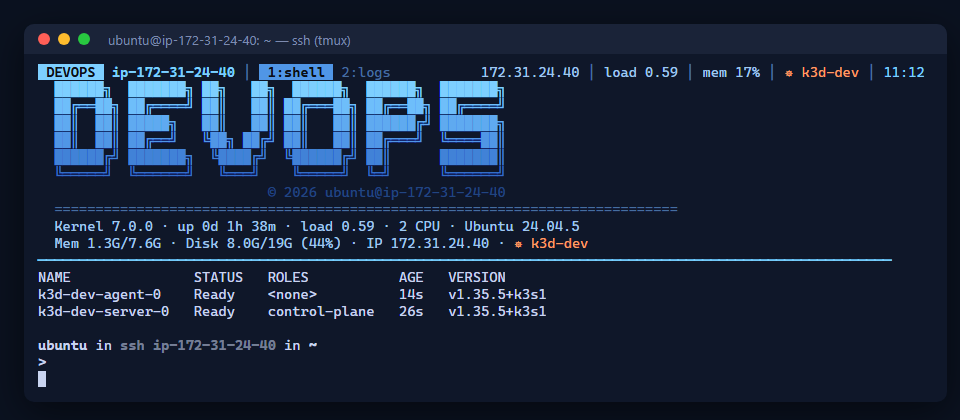 ubuntu@ip-172-31-24-40: ~ — ssh (tmux)
DEVOPS ip-172-31-24-40 │ 1:shell 2:logs 172.31.24.40 │ load 0.59 │ mem 17% │ ⎈ k3d-dev │ 11:12
DEVOPS
© 2026 ubuntu@ip-172-31-24-40
============================================================================
Kernel 7.0.0 · up 0d 1h 38m · load 0.59 · 2 CPU · Ubuntu 24.04.5
Mem 1.3G/7.6G · Disk 8.0G/19G (44%) · IP 172.31.24.40 · ⎈ k3d-dev
NAME STATUS ROLES AGE VERSION
k3d-dev-agent-0 Ready <none> 14s v1.35.5+k3s1
k3d-dev-server-0 Ready control-plane 26s v1.35.5+k3s1
ubuntu in ssh ip-172-31-24-40 in ~
>